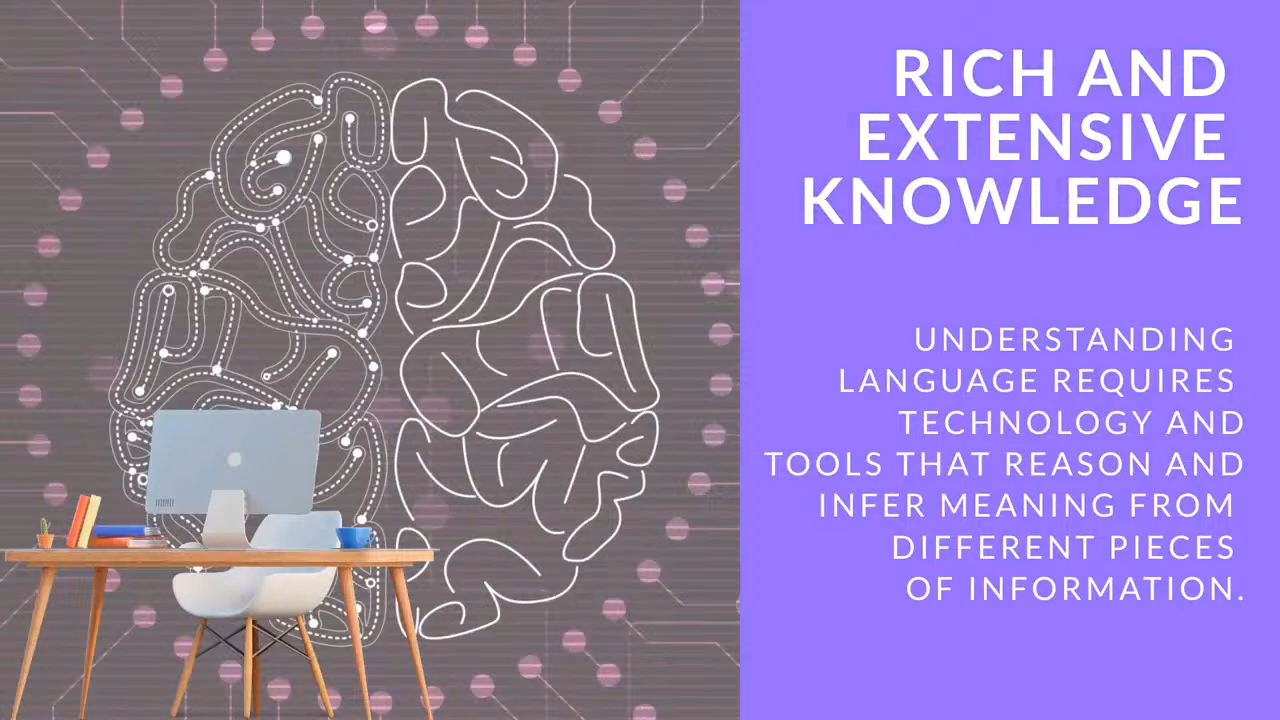 RICH AND
EXTENSIVE
KNOWLEDGE
UNDERSTANDING
LANGUAGE REQUIRES
TECHNOLOGY AND
TOOLS THAT REASON AND
INFER MEANING FROM
DIFFERENT PIECES
OF INFORMATION.